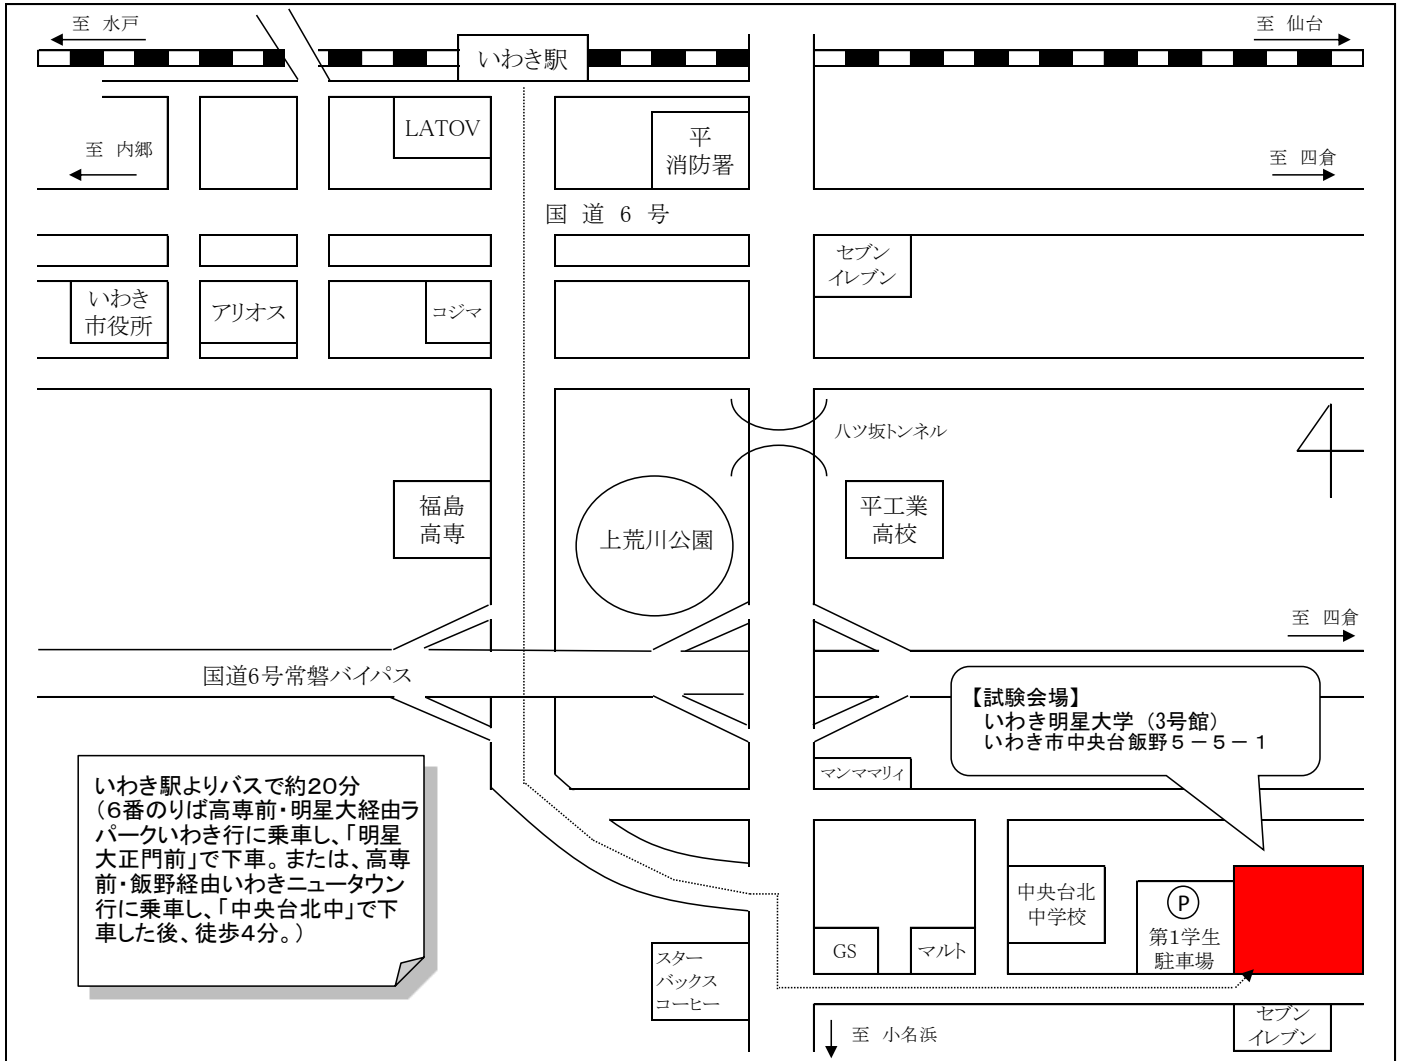 至 水戸
至 仙台
いわき駅
LATOV
平
消防署
至 内郷
至 四倉
国 道 6 号
セブン
イレブン
いわき
市役所
アリオス
コジマ
八ツ坂トンネル
福島
高専
上荒川公園
平工業
高校
至 四倉
国道6号常磐バイパス
【試験会場】
いわき明星大学 (3号館)
いわき市中央台飯野5-5-1
マンママリィ
いわき駅よりバスで約20分
(6番のりば高専前・明星大経由ラ
パークいわき行に乗車し、「明星
大正門前」で下車。または、高専
前・飯野経由いわきニュータウン
行に乗車し、「中央台北中」で下
車した後、徒歩4分。)
中央台北
中学校
P
第1学生
駐車場
GS
マルト
スター
バックス
コーヒー
セブン
イレブン
至 小名浜